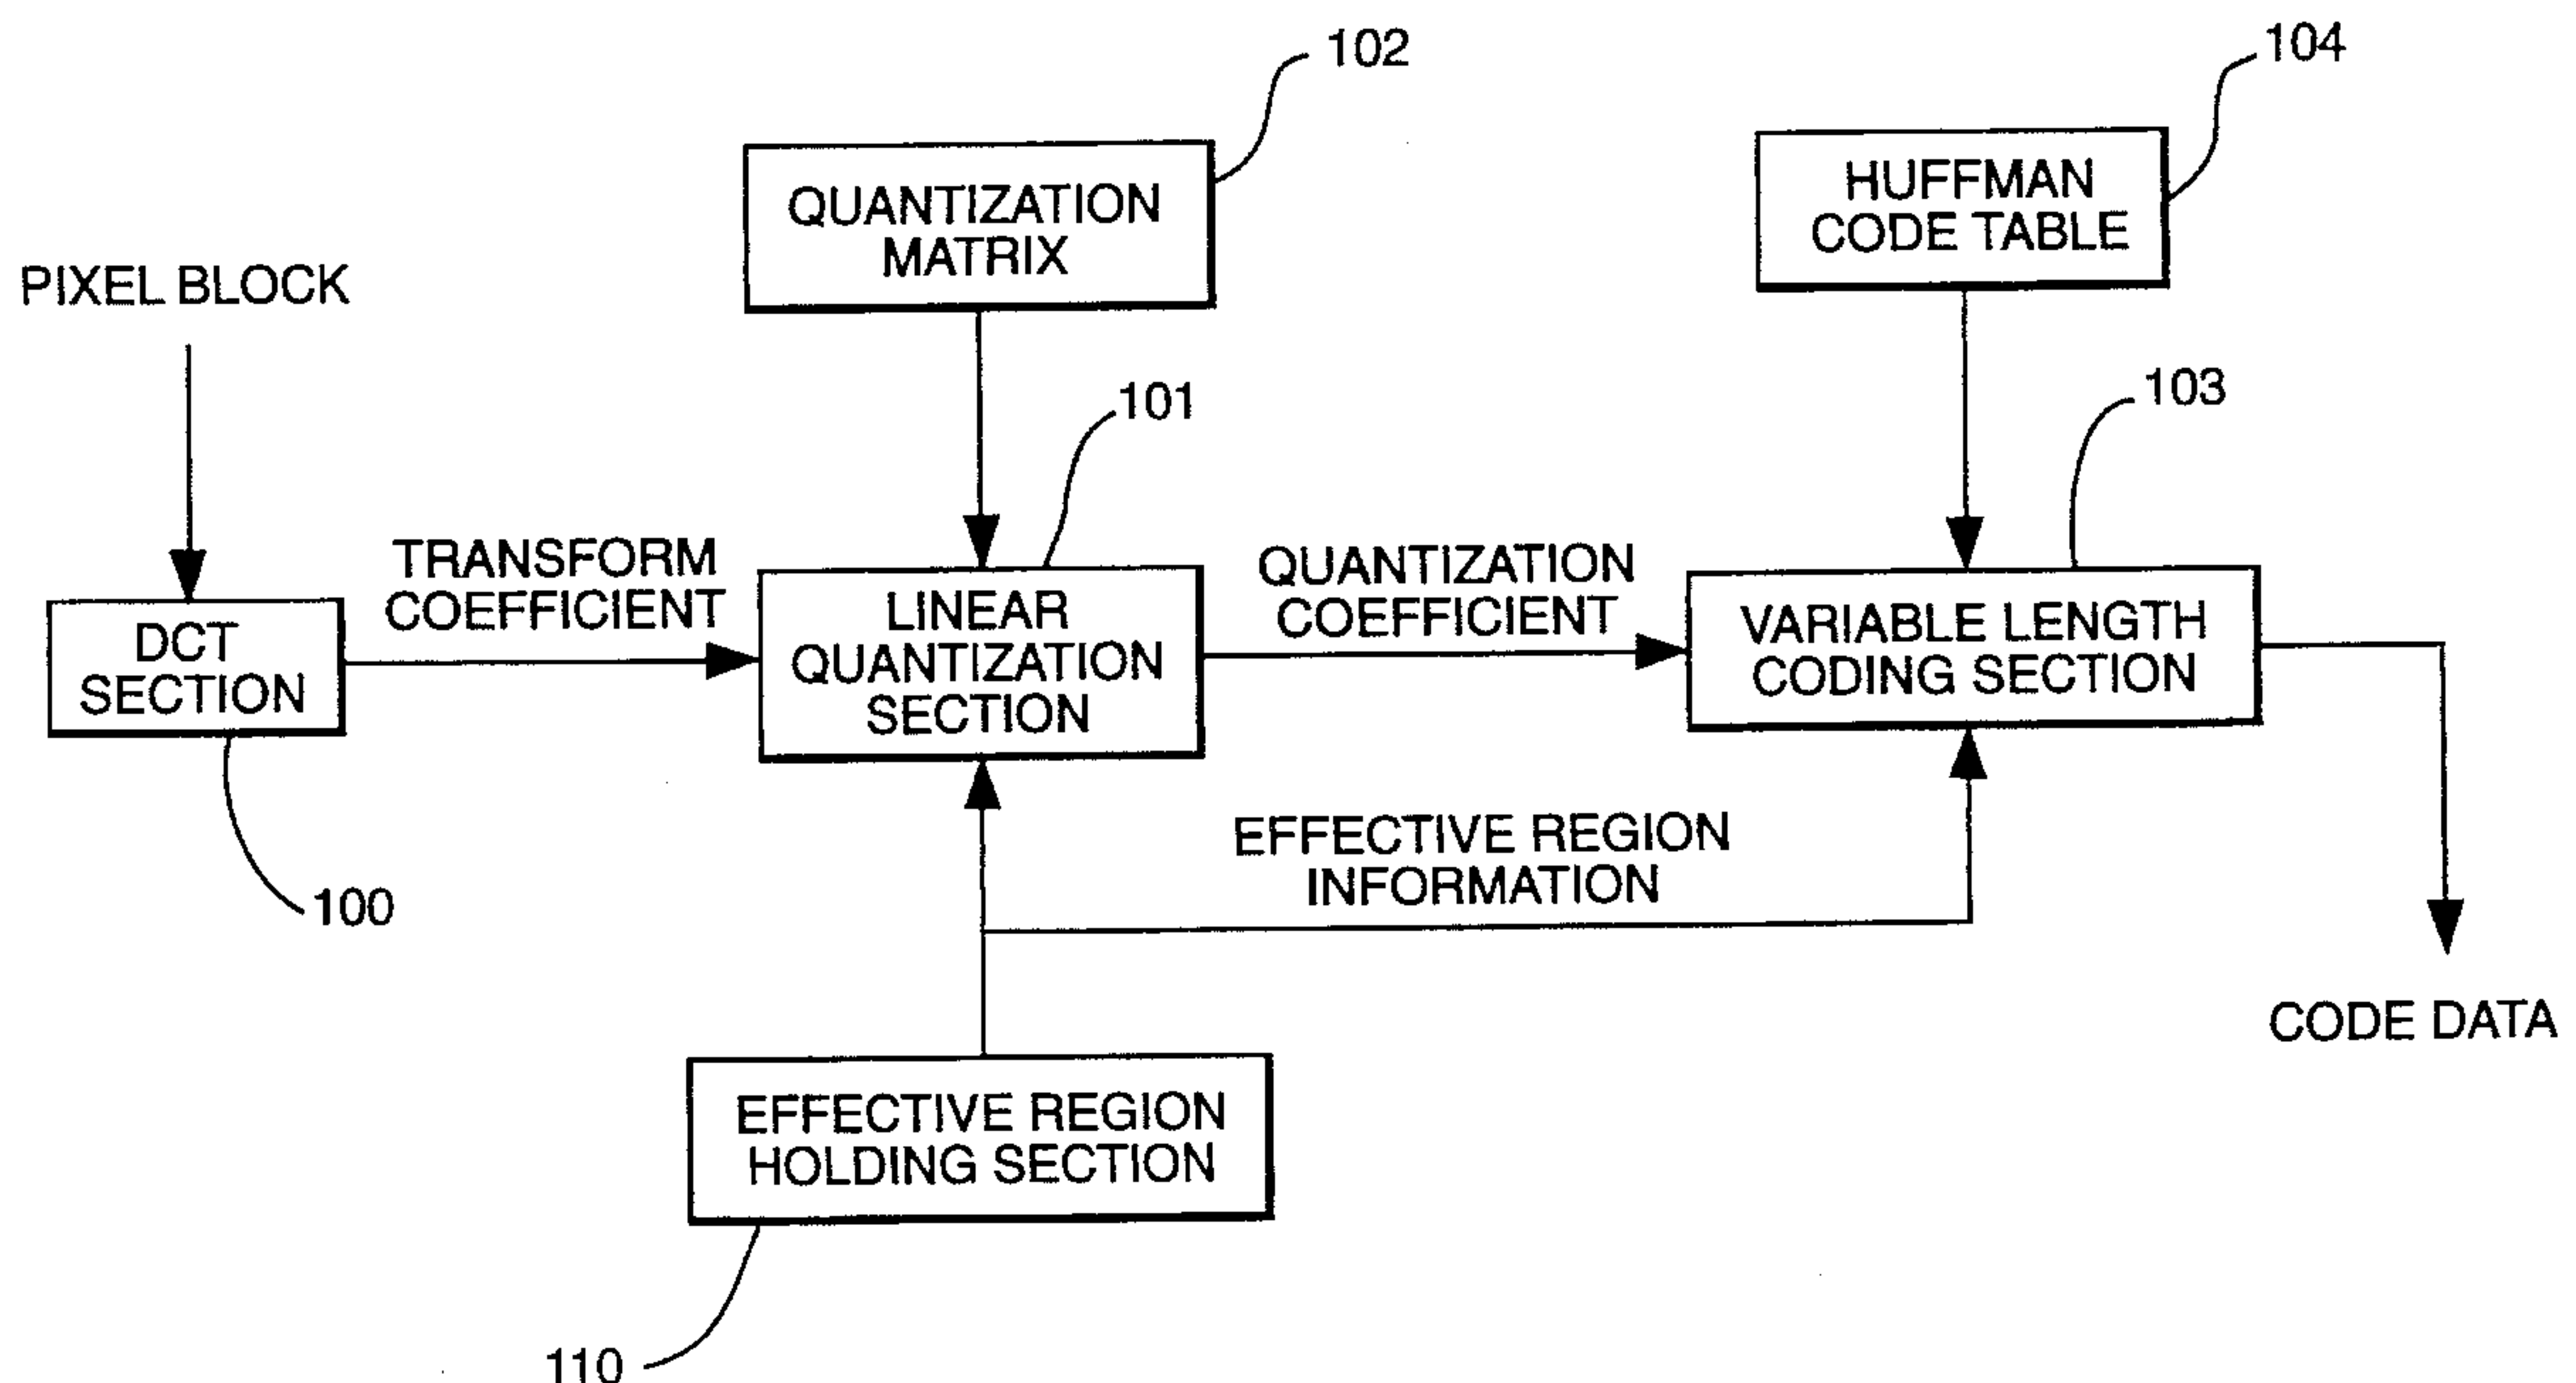 102
104
HUFFMAN
CODE TABLE
QUANTIZATION
MATRIX
PIXEL BLOCK
101
103
TRANSFORM
COEFFICIENT
QUANTIZATION
COEFFICIENT
DCT
SECTION
LINEAR
QUANTIZATION
SECTION
VARIABLE LENGTH
CODING SECTION
EFFECTIVE REGION
INFORMATION
100
CODE DATA
EFFECTIVE REGION
HOLDING SECTION
110